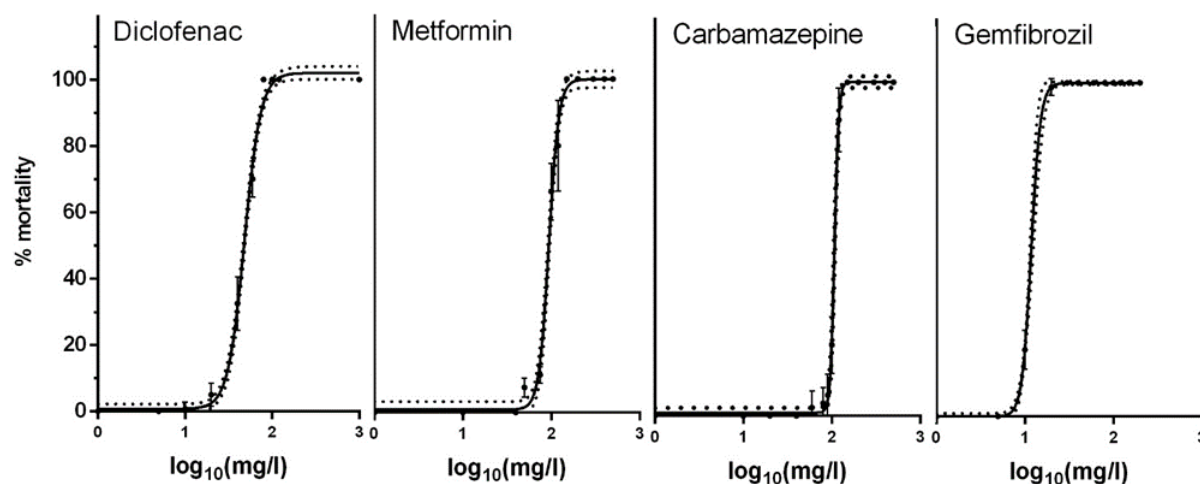 Diclofenac
Metformin
Carbamazepine
Gemfibrozil
% mortality
100
80
60
40
20
0
0 1 2 3
0 1 2 3
0 1 2 3
0 1 2 3
log₁₀(mg/l)
log₁₀(mg/l)
log₁₀(mg/l)
log₁₀(mg/l)